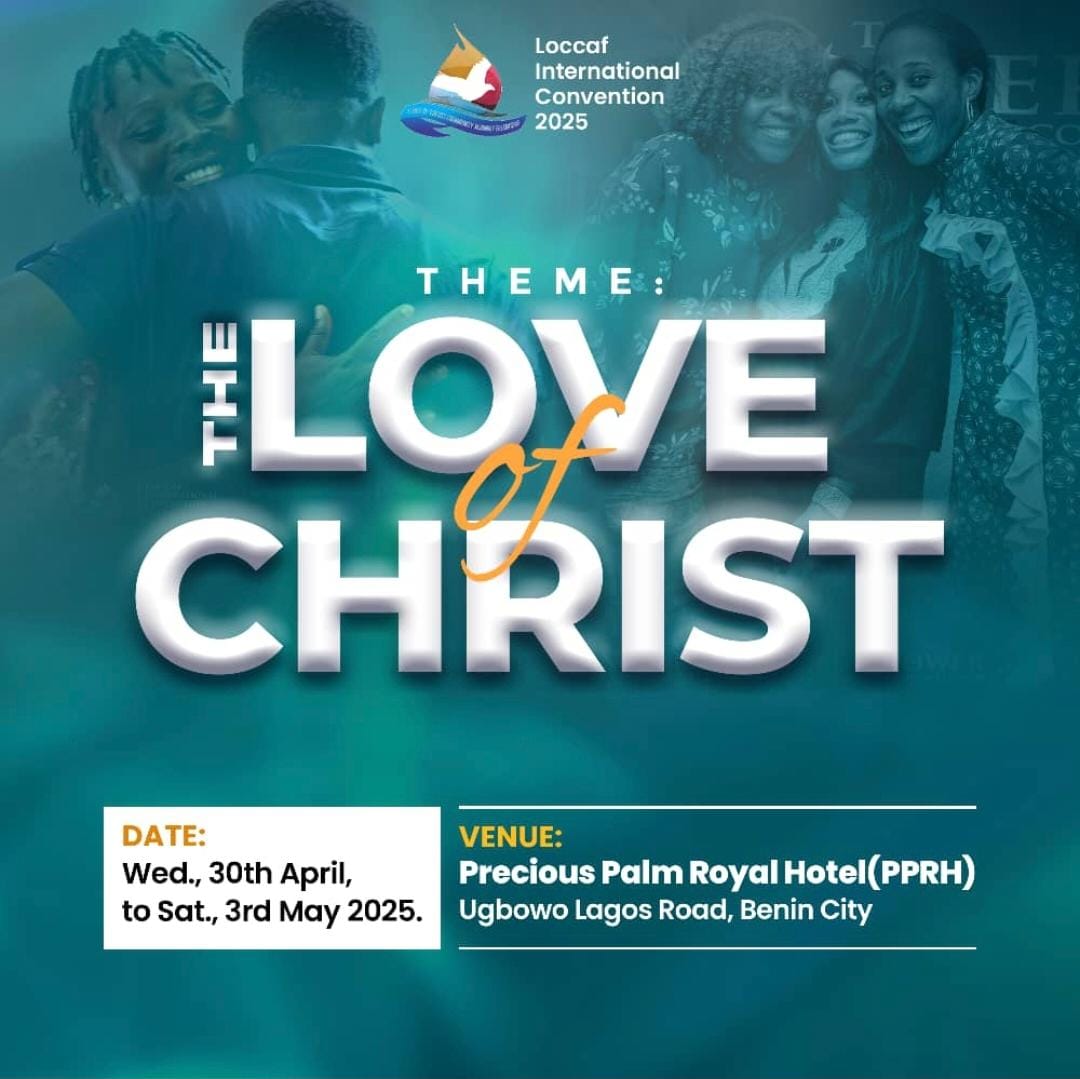 Loccaf
International
Convention
2025
THEME:
THE LOVE
of
CHRIST
DATE:
Wed., 30th April,
to Sat., 3rd May 2025.
VENUE:
Precious Palm Royal Hotel(PPRH)
Ugbowo Lagos Road, Benin City